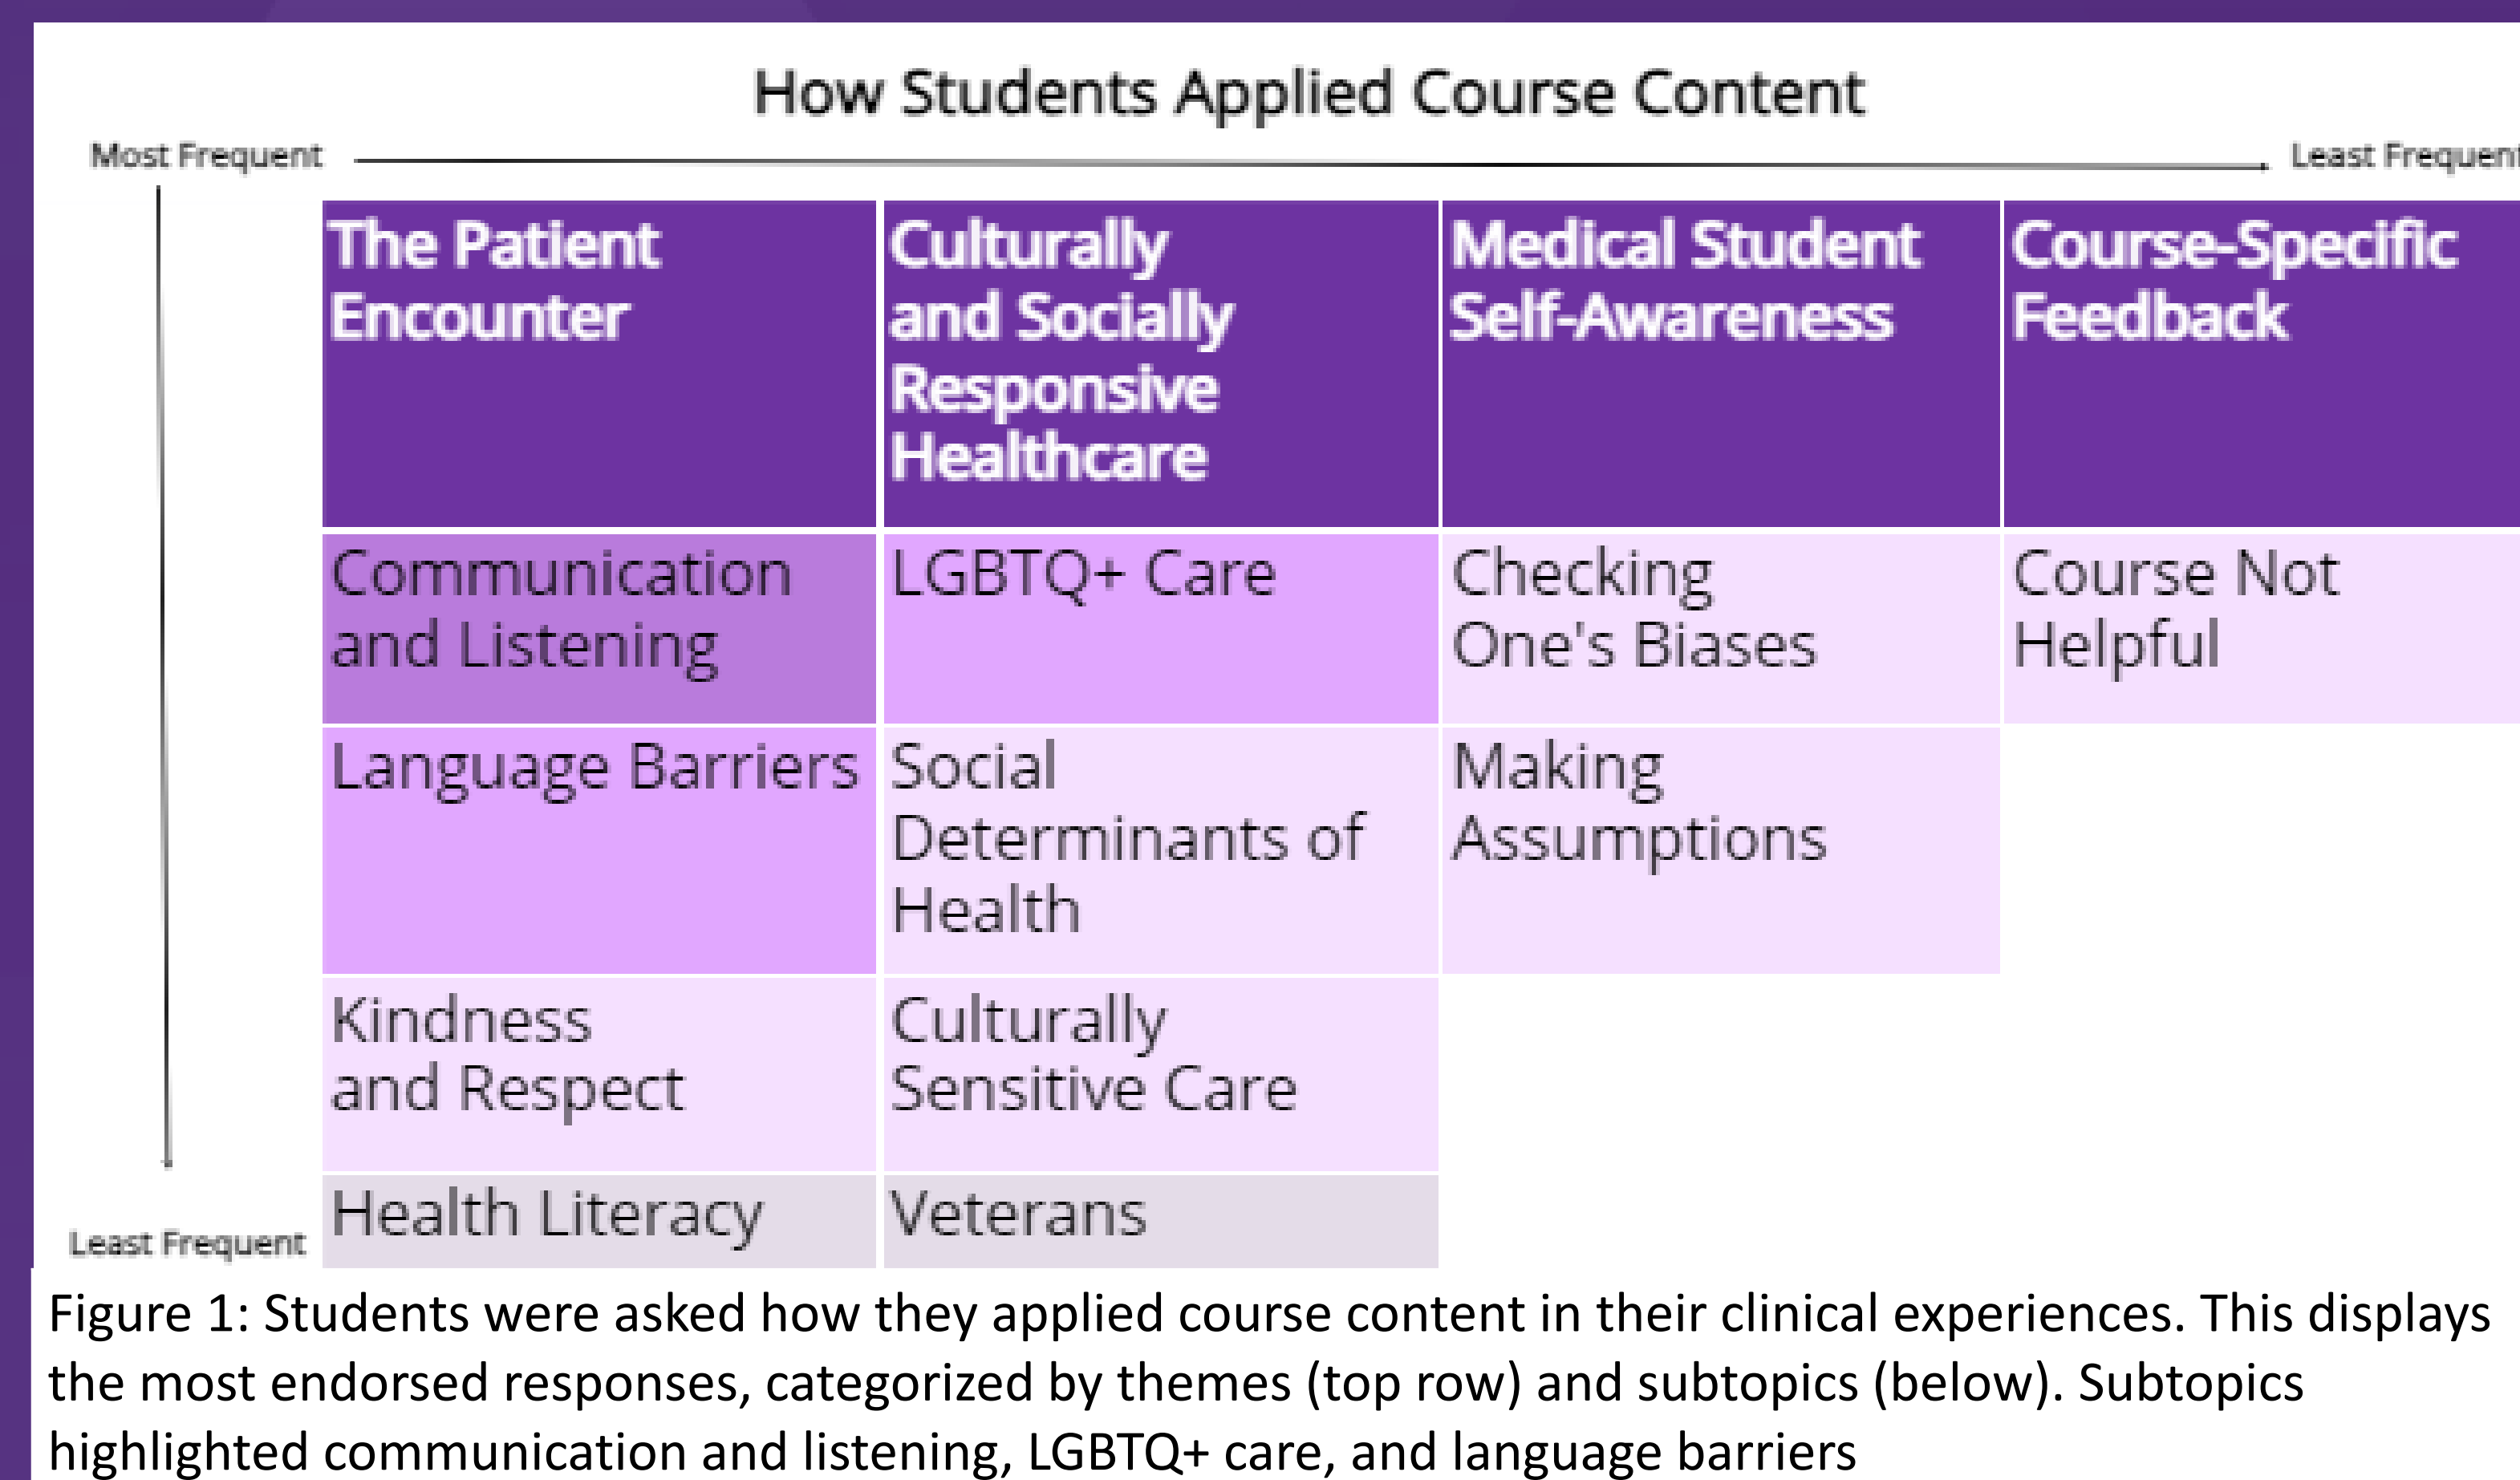 How Students Applied Course Content
Most Frequent
Least Frequent
The Patient
Encounter
Culturally
and Socially
Responsive
Healthcare
Medical Student
Self-Awareness
Course-Specific
Feedback
Communication
and Listening
LGBTQ+ Care
Checking
One's Biases
Course Not
Helpful
Language Barriers
Social
Determinants of
Health
Making
Assumptions
Kindness
and Respect
Culturally
Sensitive Care
Health Literacy
Veterans
Least Frequent
Figure 1: Students were asked how they applied course content in their clinical experiences. This displays
the most endorsed responses, categorized by themes (top row) and subtopics (below). Subtopics
highlighted communication and listening, LGBTQ+ care, and language barriers